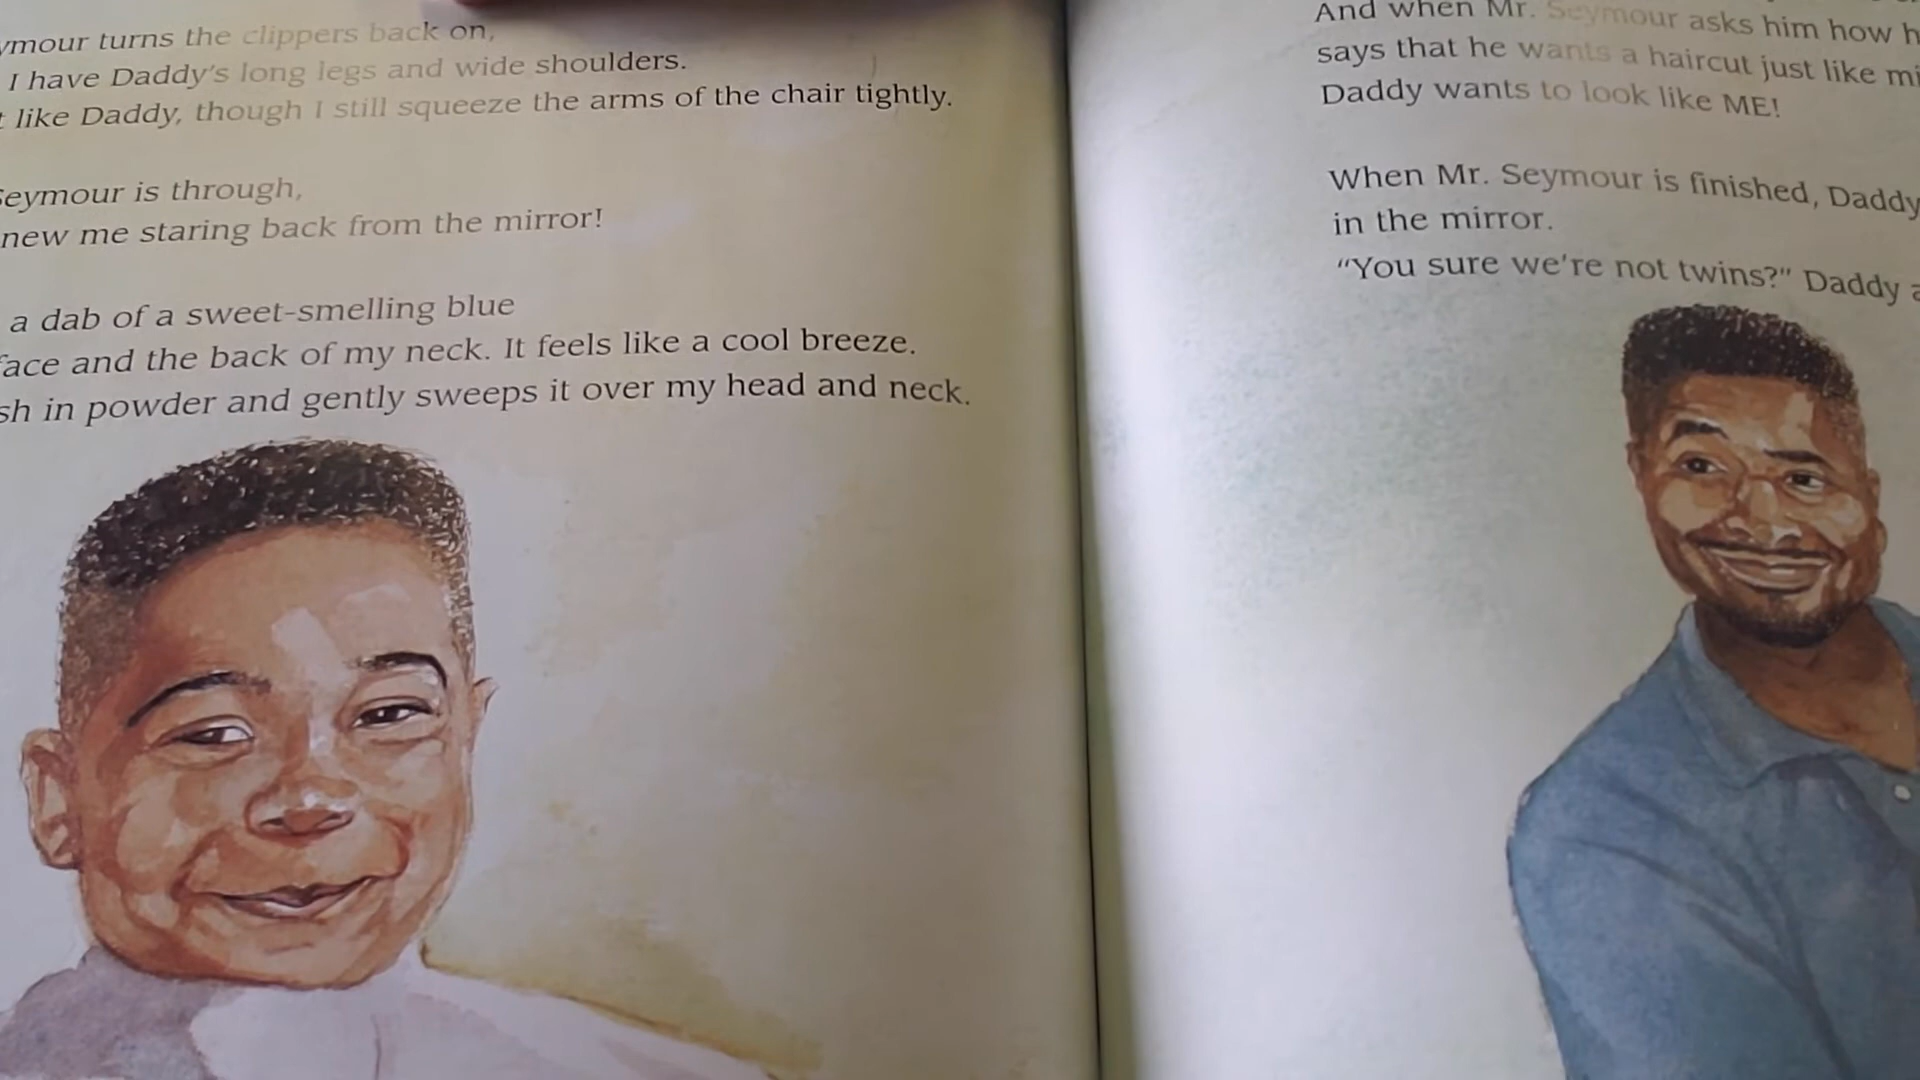 ymour turns the clippers back on,
I have Daddy's long legs and wide shoulders.
like Daddy, though I still squeeze the arms of the chair tightly.
Seymour is through,
new me staring back from the mirror!
a dab of a sweet-smelling blue
face and the back of my neck. It feels like a cool breeze.
sh in powder and gently sweeps it over my head and neck.
And when Mr. Seymour asks him how h
says that he wants a haircut just like mi
Daddy wants to look like ME!
When Mr. Seymour is finished, Daddy
in the mirror.
"You sure we're not twins?" Daddy a